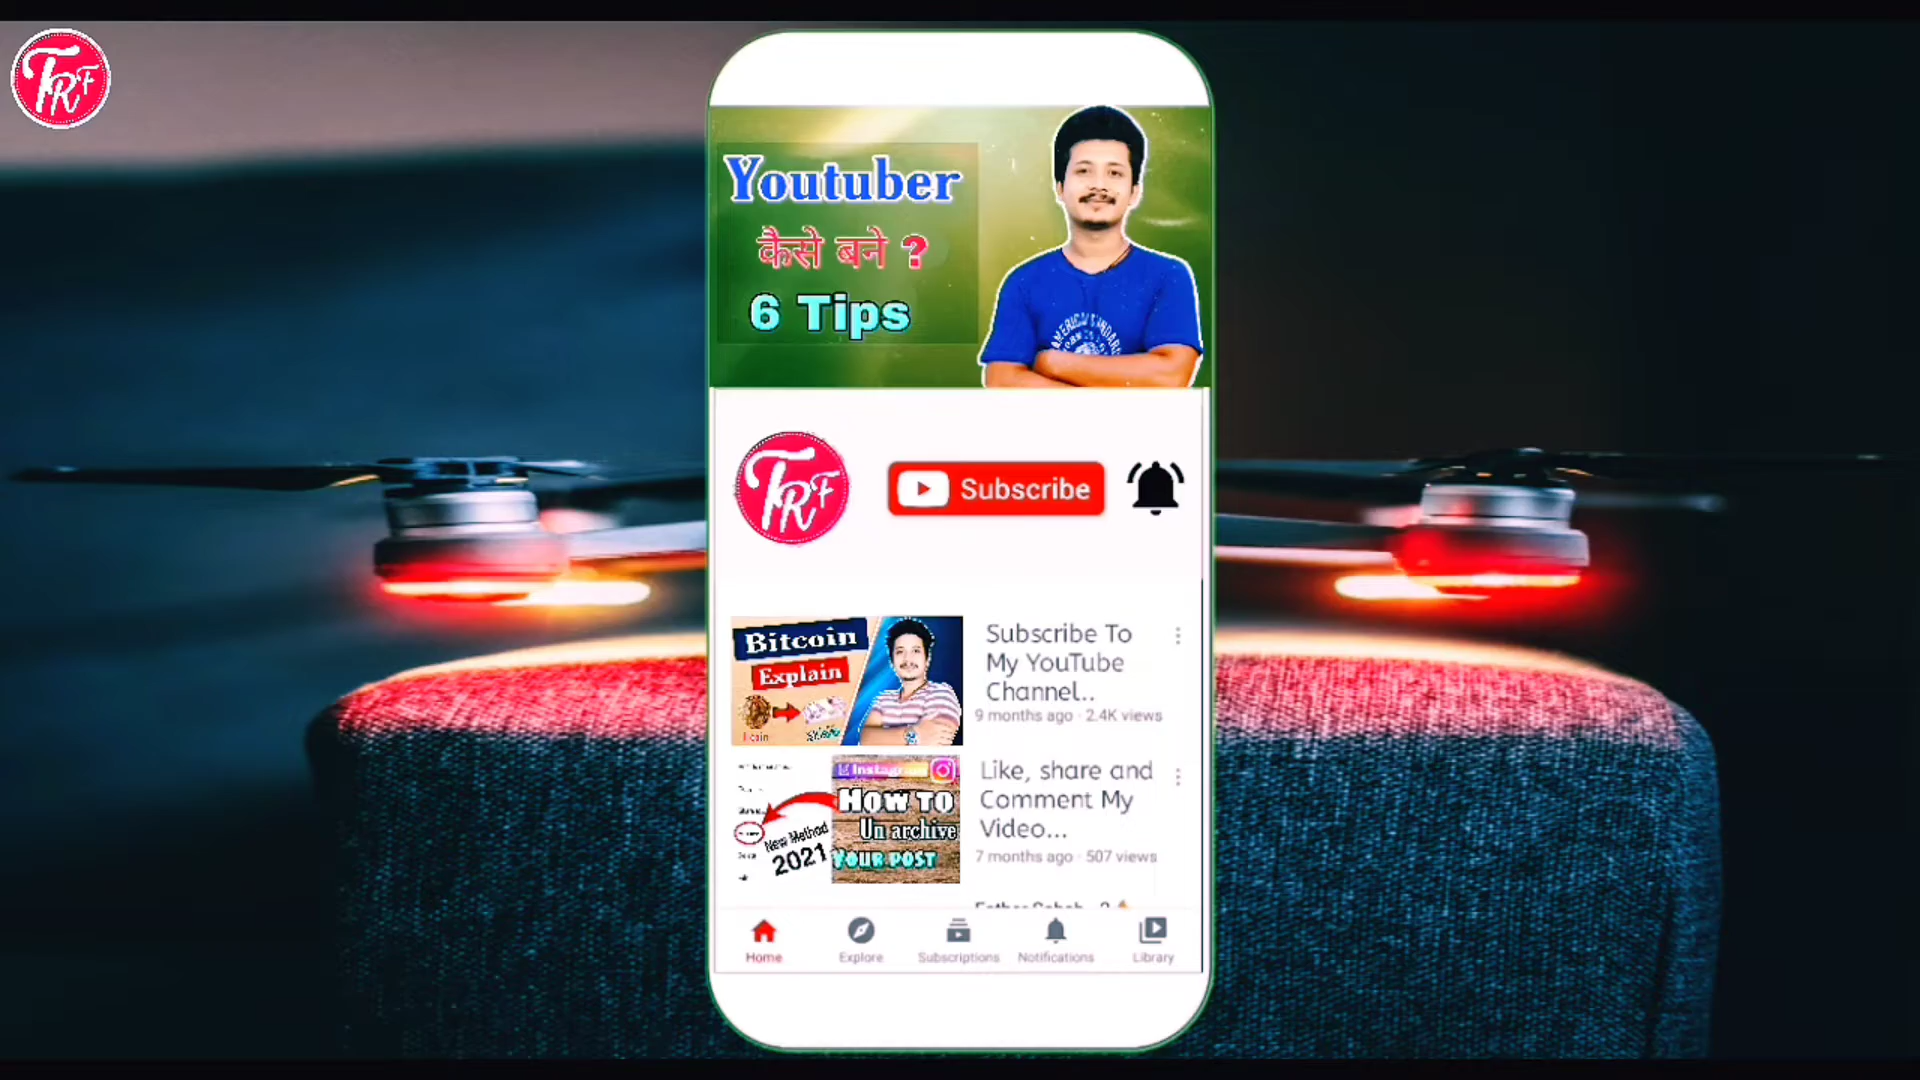 TRF
Youtuber
कैसे बने ?
6 Tips
AMERICAN STANDARD
TRF
Subscribe
Bitcoin
Explain
Subscribe To
My YouTube
Channel..
9 months ago · 2.4K views
Instagram
How to
Un archive
Your post
New Method
2021
Like, share and
Comment My
Video...
7 months ago · 507 views
Home
Explore
Subscriptions
Notifications
Library